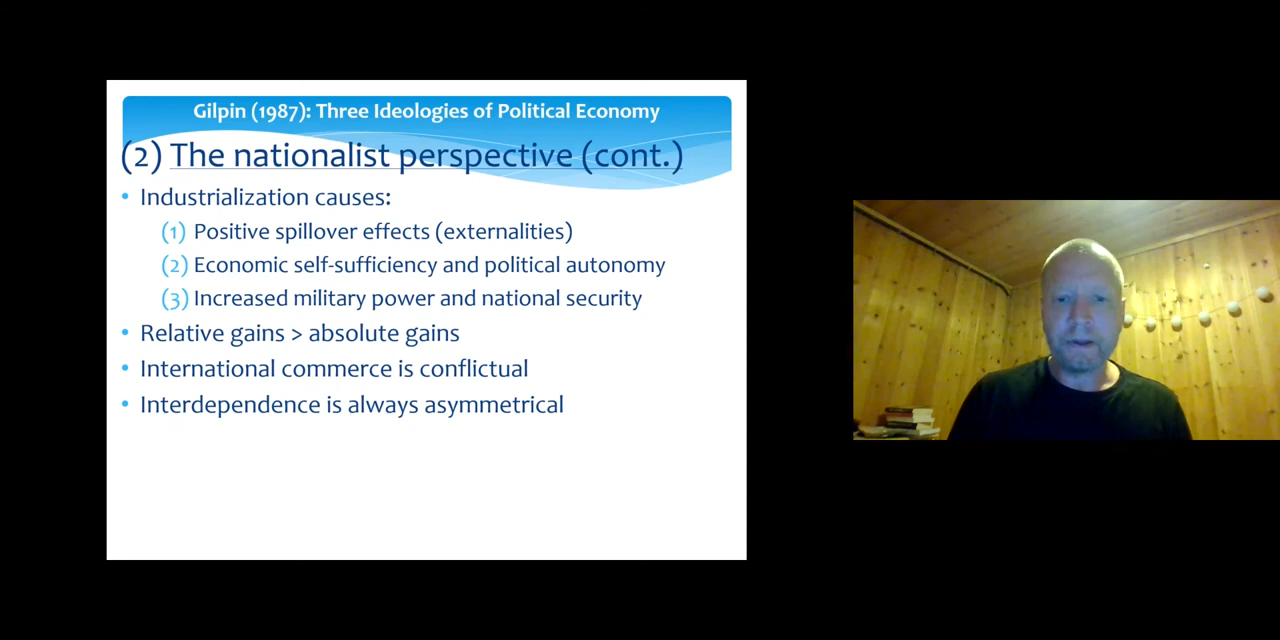 Gilpin (1987): Three Ideologies of Political Economy
(2) The nationalist perspective (cont.)
• Industrialization causes:
(1) Positive spillover effects (externalities)
(2) Economic self-sufficiency and political autonomy
(3) Increased military power and national security
• Relative gains > absolute gains
• International commerce is conflictual
• Interdependence is always asymmetrical